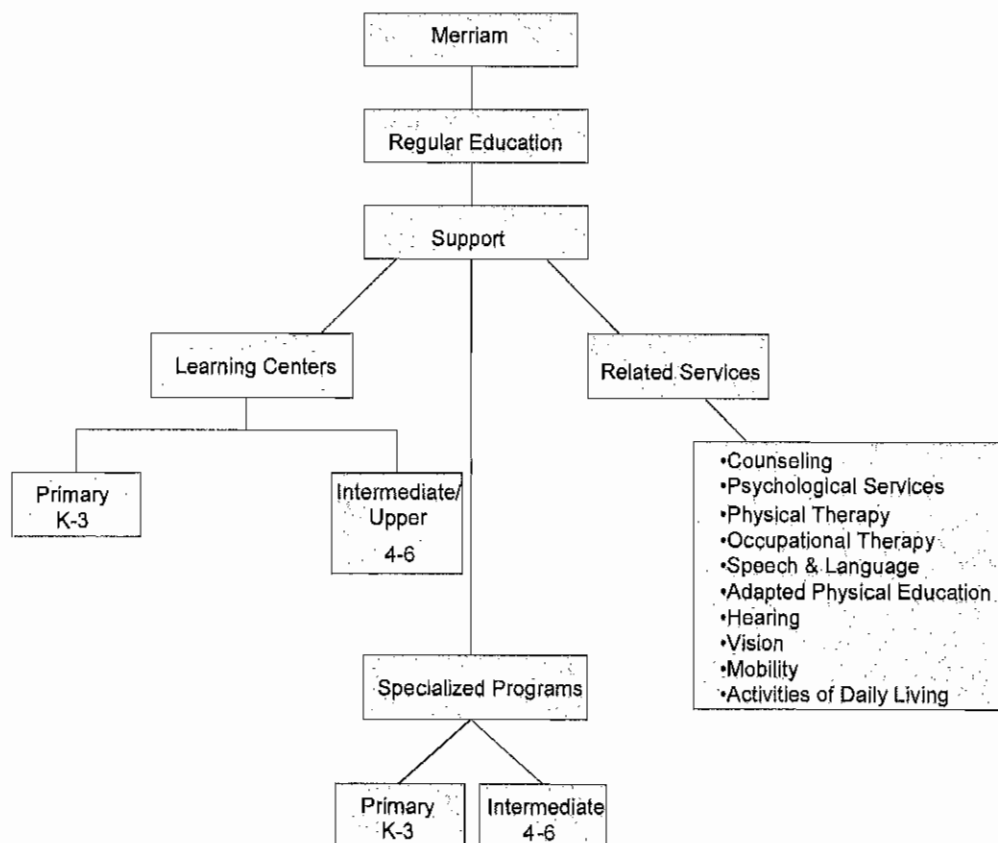 Merriam
Regular Education
Support
Learning Centers
Related Services
Primary
K-3
Intermediate/
Upper
4-6
•Counseling
•Psychological Services
•Physical Therapy
•Occupational Therapy
•Speech & Language
•Adapted Physical Education
•Hearing
•Vision
•Mobility
•Activities of Daily Living
Specialized Programs
Primary
K-3
Intermediate
4-6